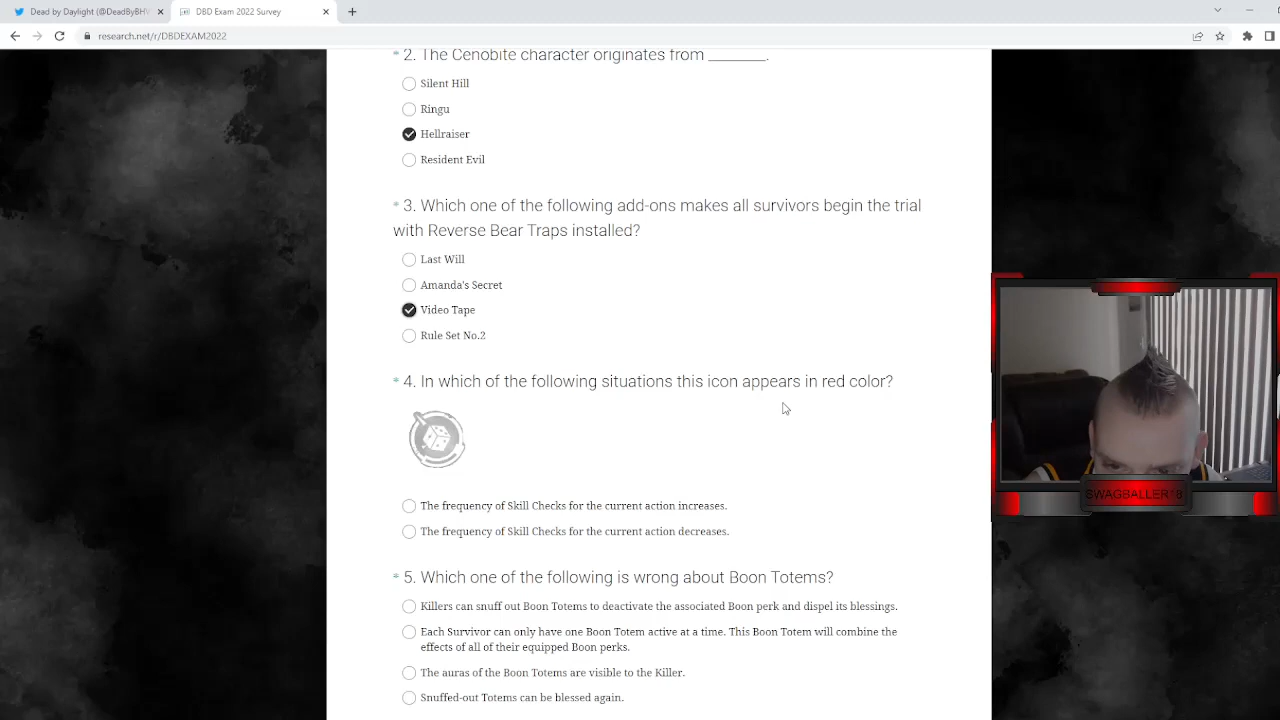 Dead by Daylight (@DeadByBHV
DBD Exam 2022 Survey
research.net/r/DBDEXAM2022
* 2. The Cenobite character originates from ________.
Silent Hill
Ringu
Hellraiser
Resident Evil
* 3. Which one of the following add-ons makes all survivors begin the trial
with Reverse Bear Traps installed?
Last Will
Amanda's Secret
Video Tape
Rule Set No.2
* 4. In which of the following situations this icon appears in red color?
The frequency of Skill Checks for the current action increases.
The frequency of Skill Checks for the current action decreases.
* 5. Which one of the following is wrong about Boon Totems?
Killers can snuff out Boon Totems to deactivate the associated Boon perk and dispel its blessings.
Each Survivor can only have one Boon Totem active at a time. This Boon Totem will combine the
effects of all of their equipped Boon perks.
The auras of the Boon Totems are visible to the Killer.
Snuffed-out Totems can be blessed again.
SWAGBALLER18